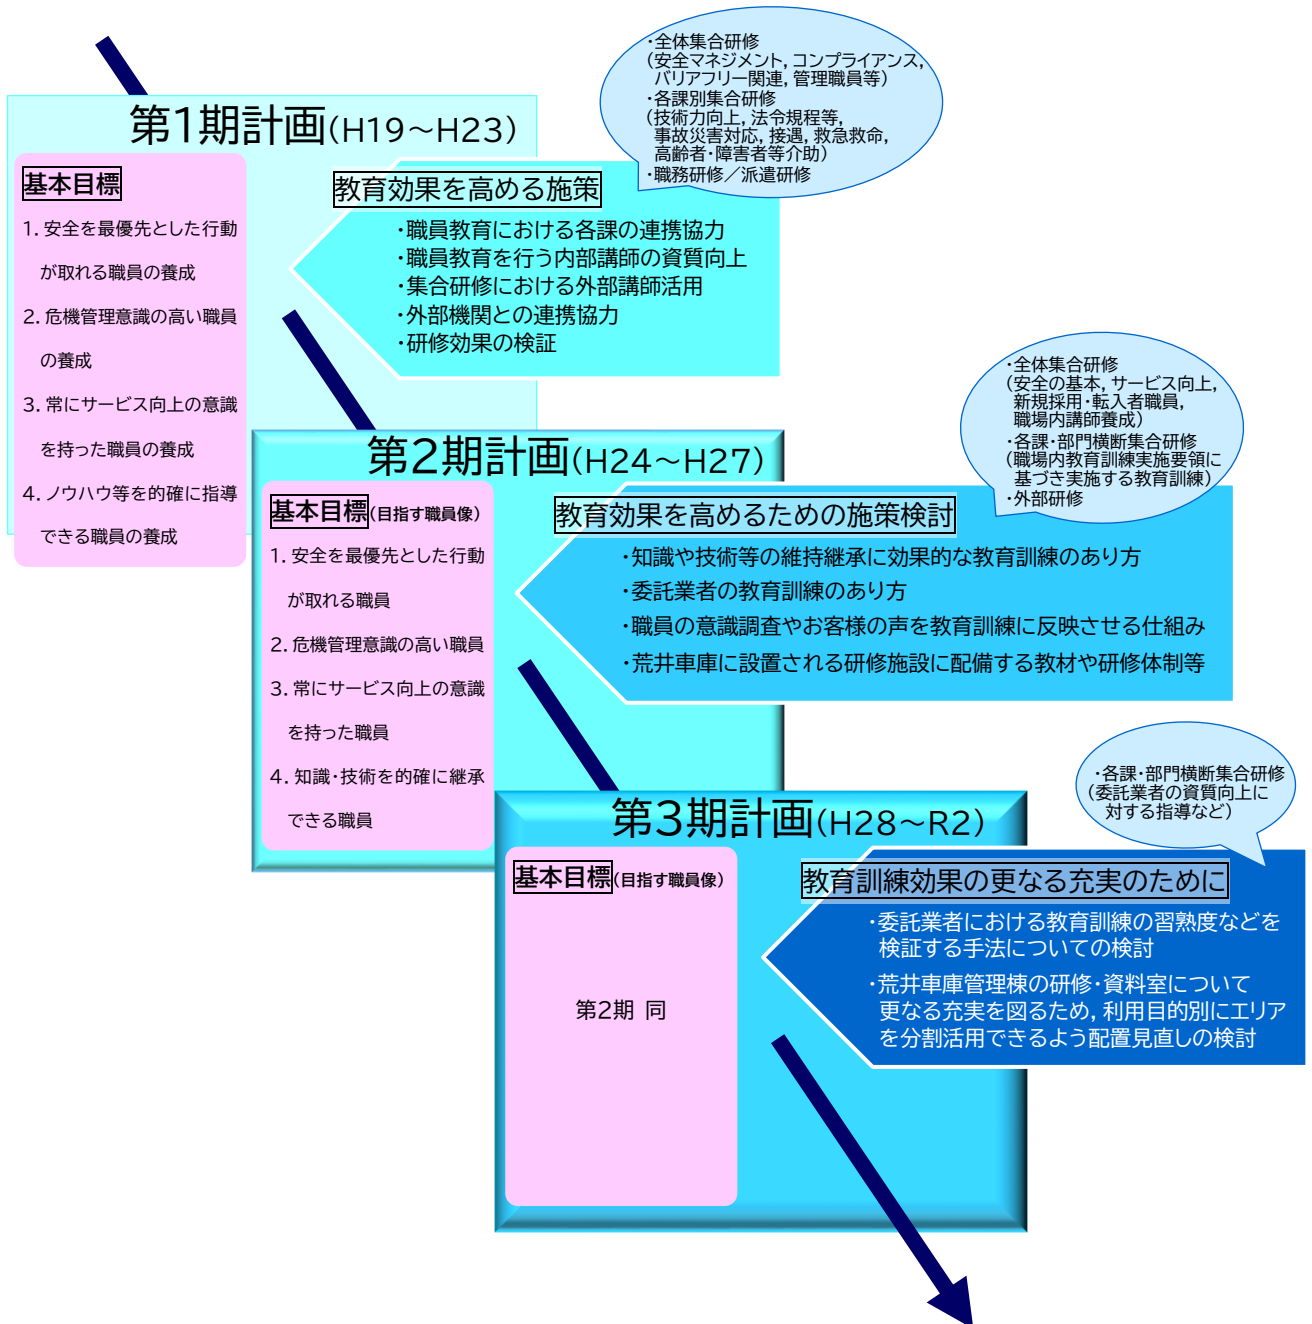 第1期計画(H19～H23)
基本目標
1．安全を最優先とした行動
が取れる職員の養成
2．危機管理意識の高い職員
の養成
3．常にサービス向上の意識
を持った職員の養成
4．ノウハウ等を的確に指導
できる職員の養成
教育効果を高める施策
・職員教育における各課の連携協力
・職員教育を行う内部講師の資質向上
・集合研修における外部講師活用
・外部機関との連携協力
・研修効果の検証
・全体集合研修
（安全マネジメント，コンプライアンス，
バリアフリー関連，管理職員等）
・各課別集合研修
（技術力向上，法令規程等，
事故災害対応，接遇，救急救命，
高齢者・障害者等介助）
・職務研修／派遣研修
第2期計画(H24～H27)
基本目標(目指す職員像)
1．安全を最優先とした行動
が取れる職員
2．危機管理意識の高い職員
3．常にサービス向上の意識
を持った職員
4．知識・技術を的確に継承
できる職員
教育効果を高めるための施策検討
・知識や技術等の維持継承に効果的な教育訓練のあり方
・委託業者の教育訓練のあり方
・職員の意識調査やお客様の声を教育訓練に反映させる仕組み
・荒井車庫に設置される研修施設に配備する教材や研修体制等
・全体集合研修
（安全の基本，サービス向上，
新規採用・転入者職員，
職場内講師養成）
・各課・部門横断集合研修
（職場内教育訓練実施要領に
基づき実施する教育訓練）
・外部研修
第3期計画(H28～R2)
基本目標(目指す職員像)
第2期 同
教育訓練効果の更なる充実のために
・委託業者における教育訓練の習熟度などを
検証する手法についての検討
・荒井車庫管理棟の研修・資料室について
更なる充実を図るため，利用目的別にエリア
を分割活用できるよう配置見直しの検討
・各課・部門横断集合研修
（委託業者の資質向上に
対する指導など）